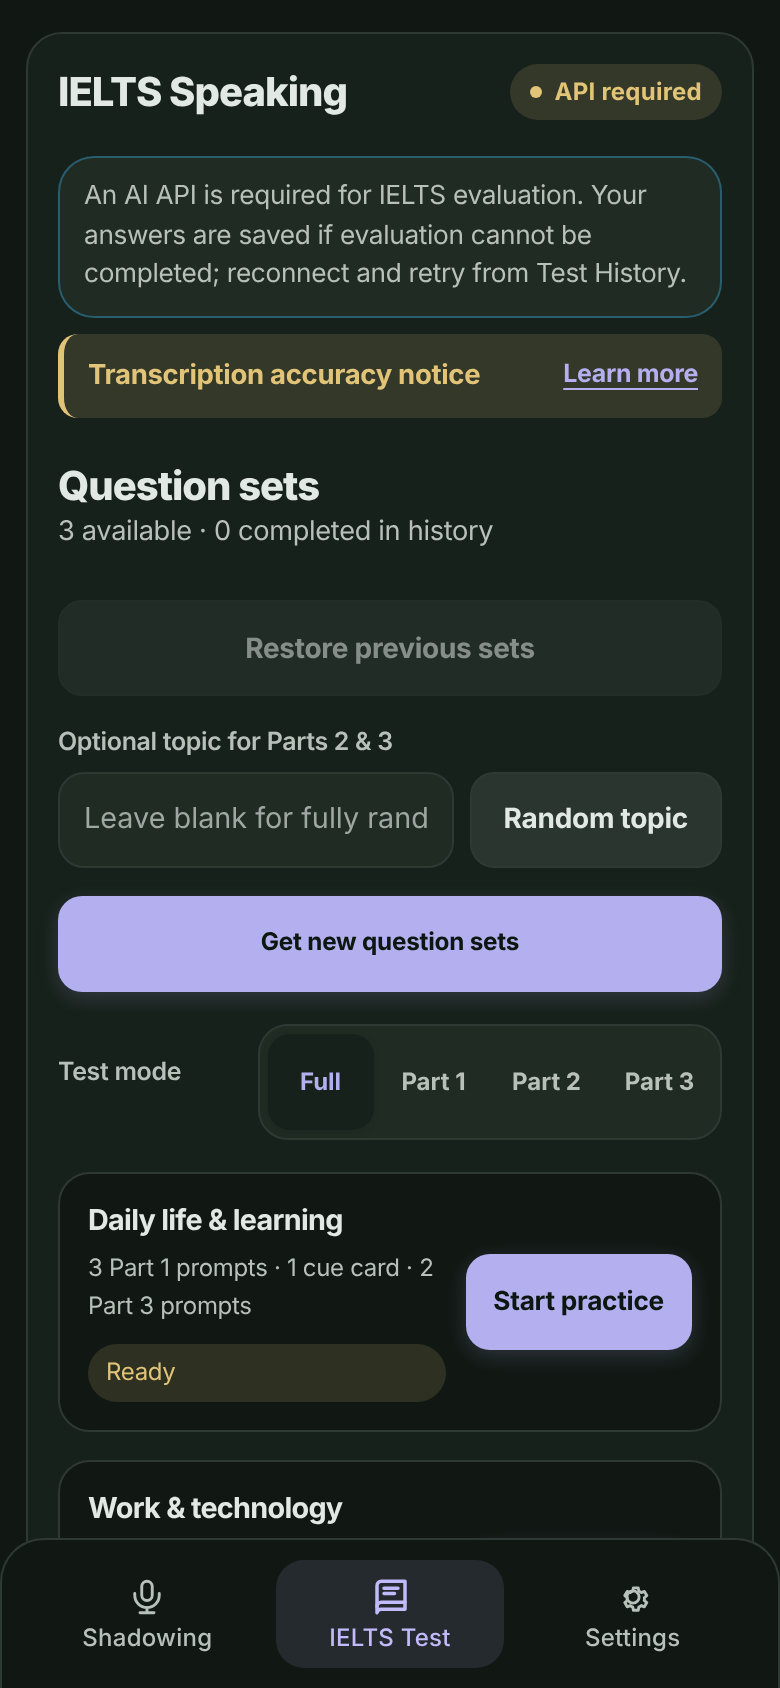 IELTS Speaking
API required
An AI API is required for IELTS evaluation. Your
answers are saved if evaluation cannot be
completed; reconnect and retry from Test History.
Transcription accuracy notice
Learn more
Question sets
3 available · 0 completed in history
Restore previous sets
Optional topic for Parts 2 & 3
Leave blank for fully rand
Random topic
Get new question sets
Test mode
Full
Part 1
Part 2
Part 3
Daily life & learning
3 Part 1 prompts · 1 cue card · 2
Part 3 prompts
Start practice
Ready
Work & technology
Shadowing
IELTS Test
Settings